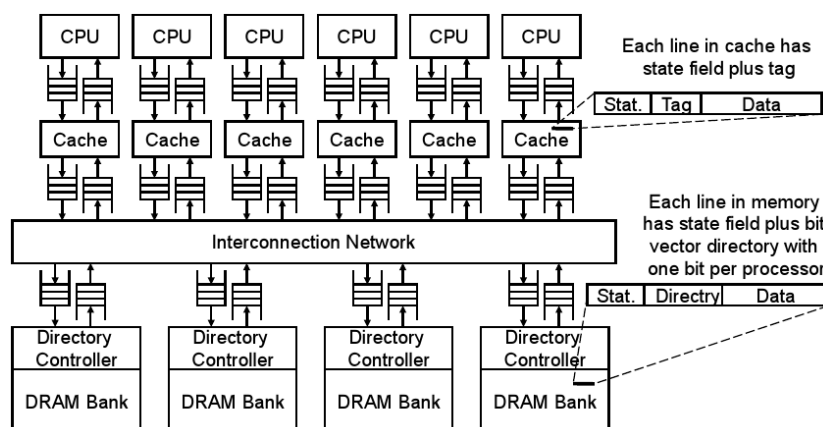 CPU CPU CPU CPU CPU CPU
Each line in cache has
state field plus tag
Stat. Tag Data
Cache Cache Cache Cache Cache Cache
Each line in memory
has state field plus bit
vector directory with
one bit per processor
Interconnection Network
Stat. Directry Data
Directory Controller
Directory Controller
Directory Controller
Directory Controller
DRAM Bank DRAM Bank DRAM Bank DRAM Bank